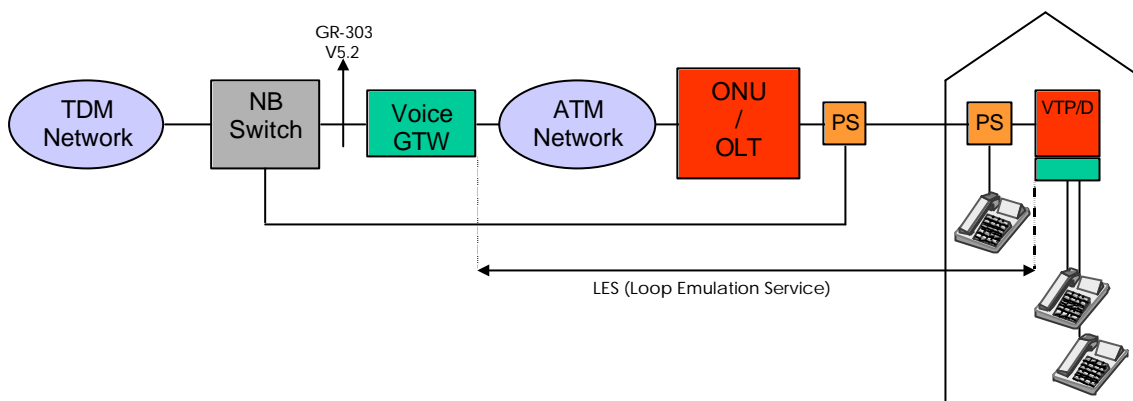 GR-303
V5.2
TDM
Network
NB
Switch
Voice
GTW
ATM
Network
ONU
/
OLT
PS
PS
VTP/D
LES (Loop Emulation Service)